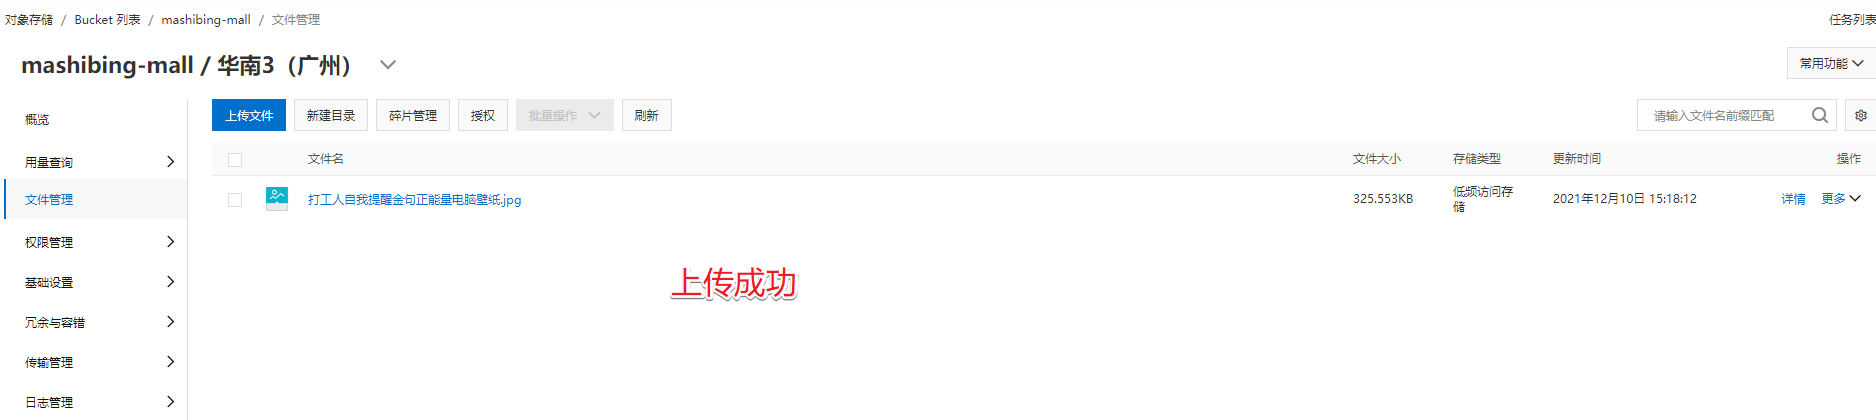 对象存储 / Bucket 列表 / mashibing-mall / 文件管理
任务列表
mashibing-mall / 华南3（广州）
常用功能
概览
用量查询
文件管理
权限管理
基础设置
冗余与容错
传输管理
日志管理
上传文件 新建目录 碎片管理 授权 批量操作 刷新
请输入文件名前缀匹配
文件名 文件大小 存储类型 更新时间 操作
打工人自我提醒金句正能量电脑壁纸.jpg 325.553KB 低频访问存
储
2021年12月10日 15:18:12 详情 更多
上传成功